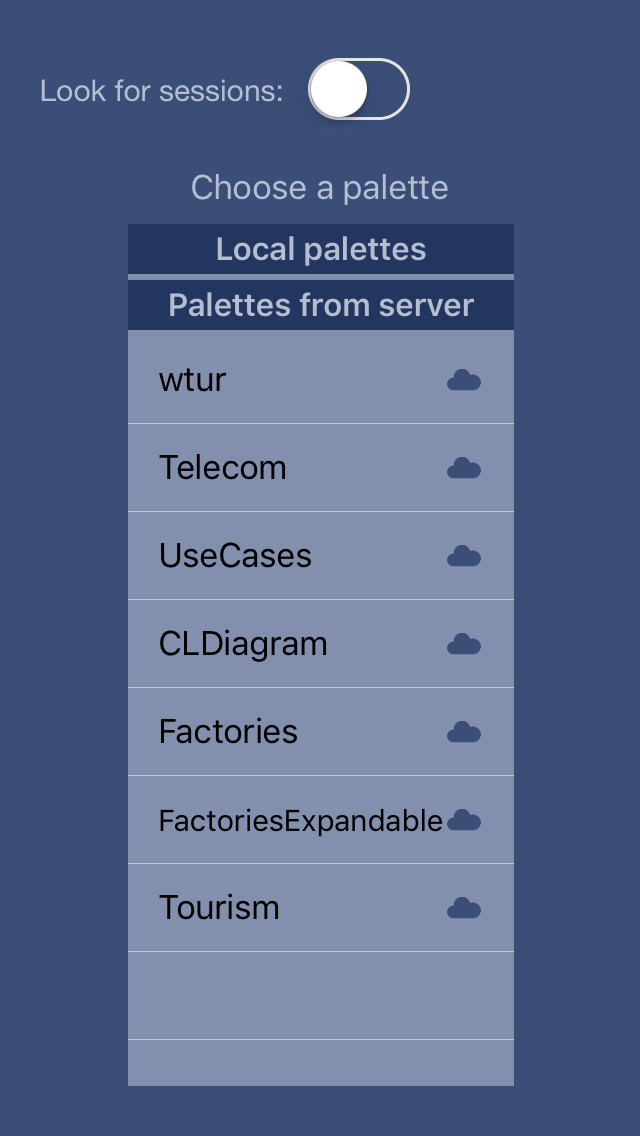 Look for sessions:
Choose a palette
Local palettes
Palettes from server
wtur
Telecom
UseCases
CLDiagram
Factories
FactoriesExpandable
Tourism